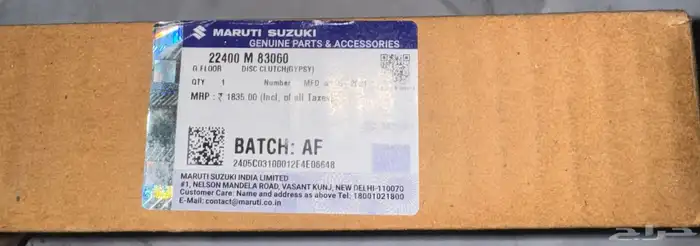 MARUTI SUZUKI
GENUINE PARTS & ACCESSORIES
22400 M 83060
G.FLOOR DISC CLUTCH(GYPSY)
QTY 1 Number MFD
MRP : ₹ 1835.00 (Incl. of all Taxes)
BATCH: AF
2405C03100012E4E06648
MARUTI SUZUKI INDIA LIMITED
#1, NELSON MANDELA ROAD, VASANT KUNJ, NEW DELHI-110070
Customer Care: Name and address as above Tel: 18001021800
E-Mail: contact@maruti.co.in
حراج